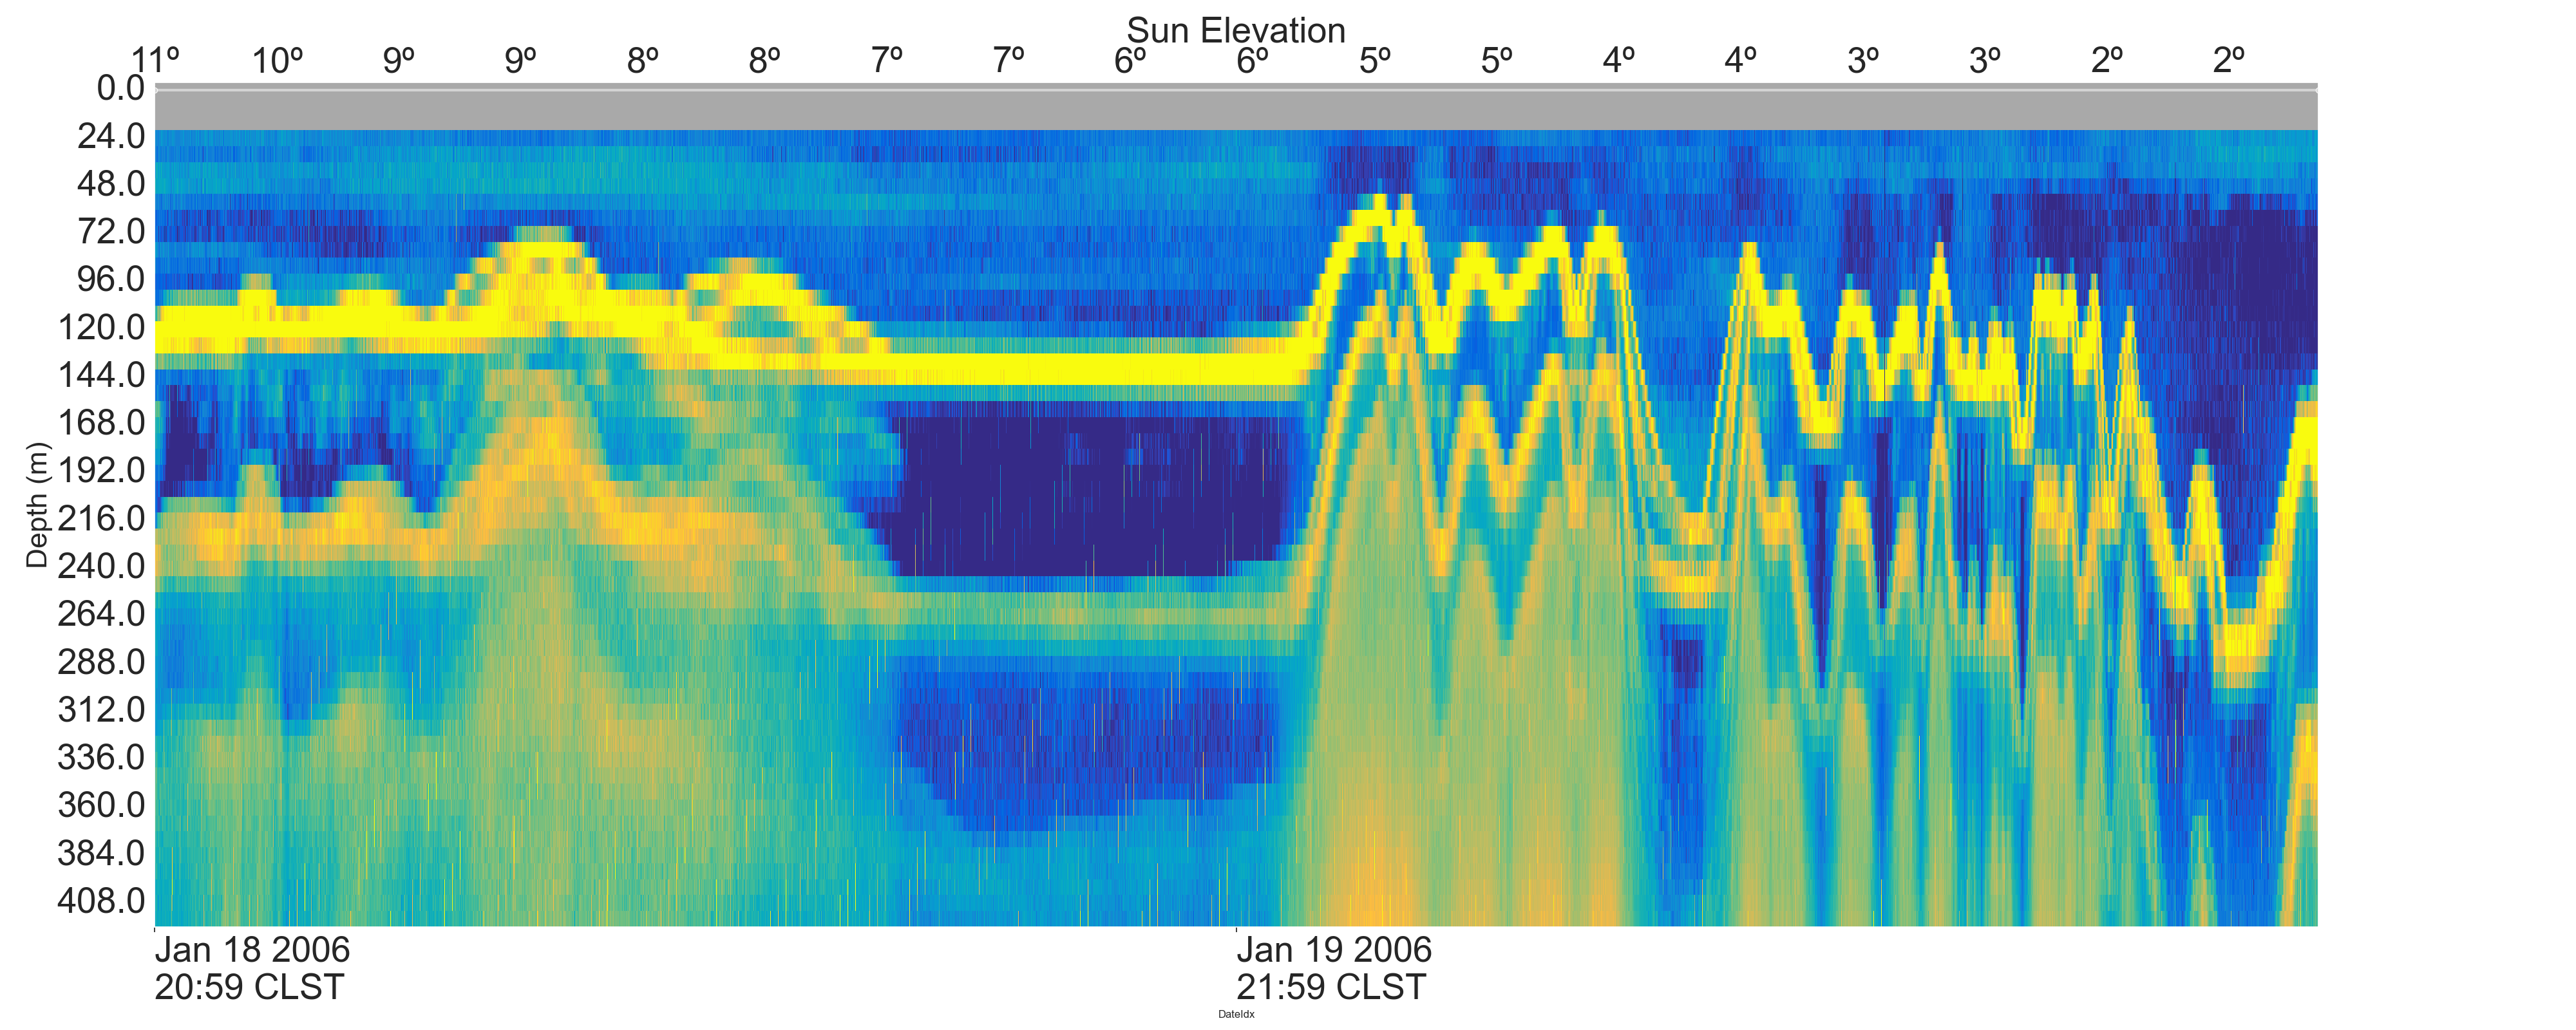 Sun Elevation
11º 10º 9º 9º 8º 8º 7º 7º 6º 6º 5º 5º 4º 4º 3º 3º 2º 2º
0.0
24.0
48.0
72.0
96.0
120.0
144.0
168.0
192.0
216.0
240.0
264.0
288.0
312.0
336.0
360.0
384.0
408.0
Depth (m)
Jan 18 2006
20:59 CLST
Jan 19 2006
21:59 CLST
DateIdx